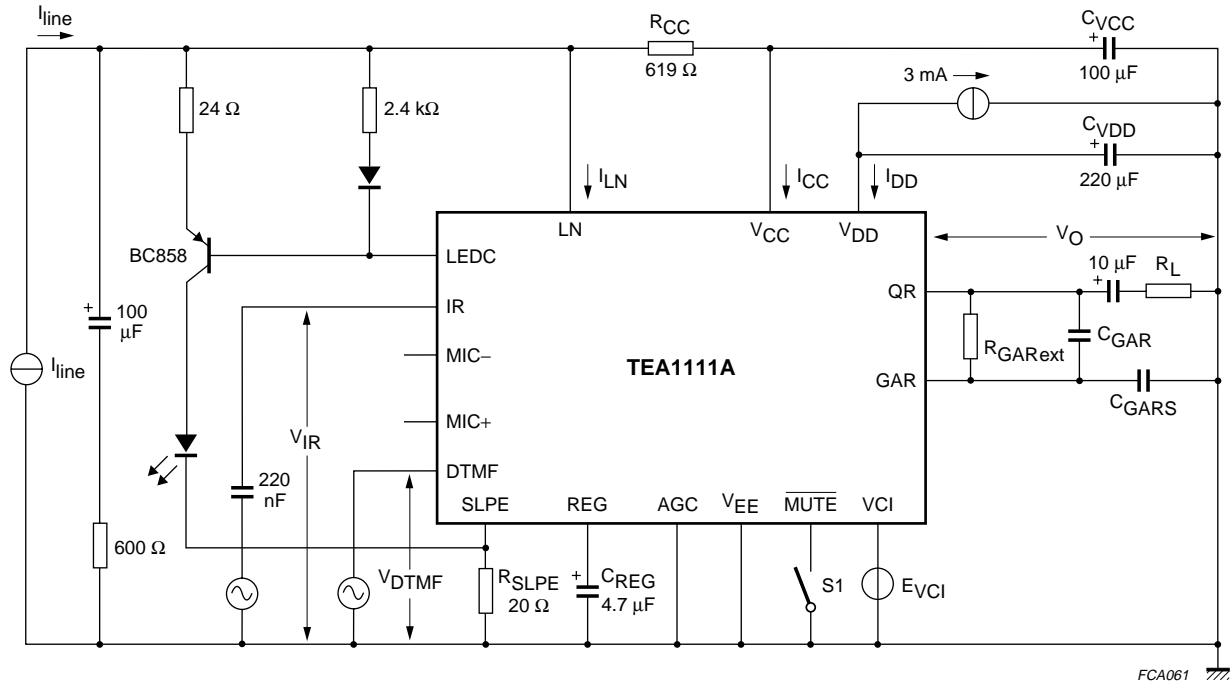 I_line
24 Ω
2.4 kΩ
R_CC
619 Ω
C_VCC
+
100 μF
3 mA
C_VDD
+
220 μF
I_LN
I_CC
I_DD
LN
V_CC
V_DD
V_O
BC858
LEDC
IR
MIC−
MIC+
DTMF
TEA1111A
QR
GAR
10 μF
+
R_L
R_GARext
C_GAR
C_GARS
+
100
μF
I_line
V_IR
220
nF
SLPE
REG
AGC
V_EE
MUTE
VCI
600 Ω
V_DTMF
R_SLPE
20 Ω
+
C_REG
4.7 μF
S1
E_VCI
FCA061